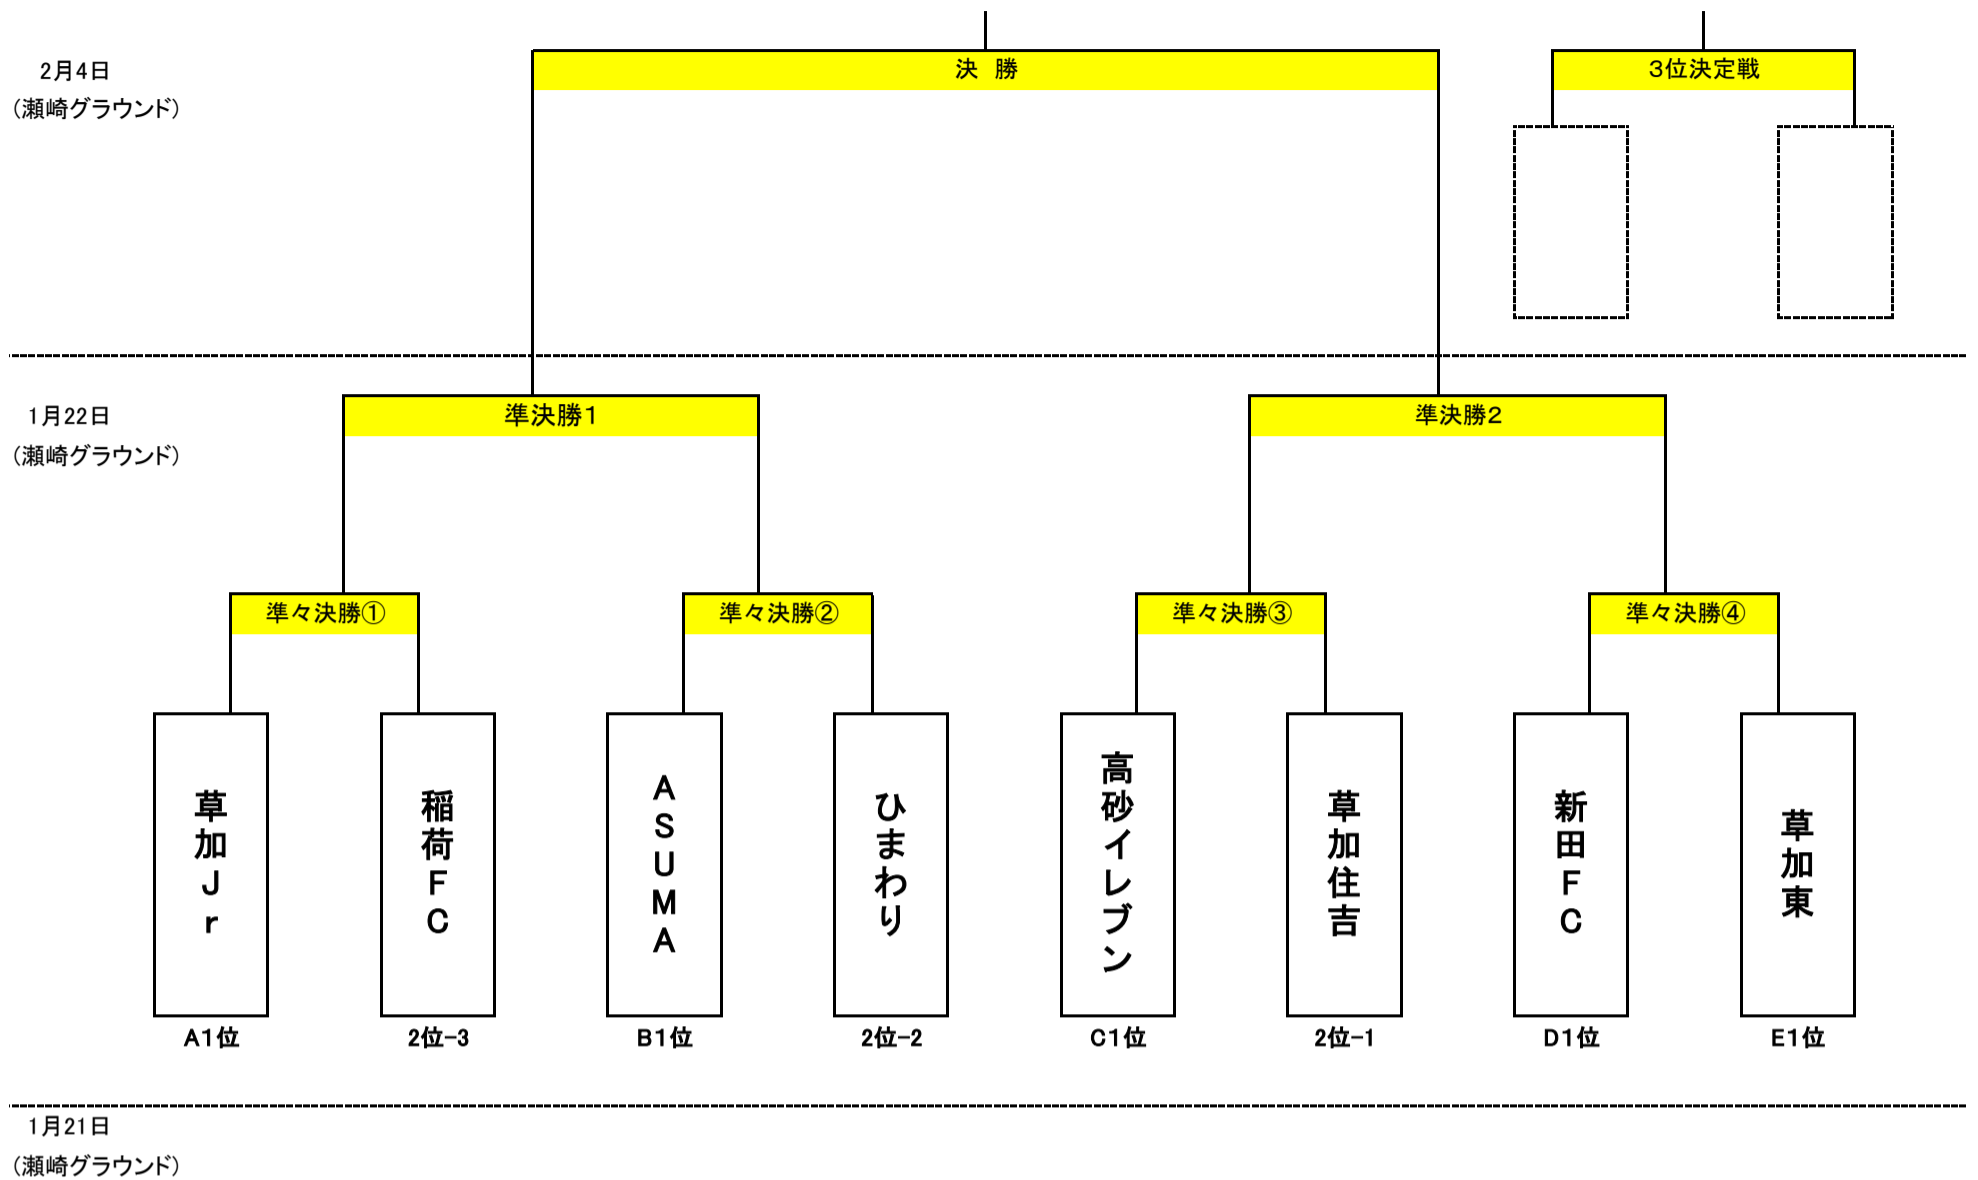 2月4日
(瀬崎グラウンド)
決 勝
3位決定戦
1月22日
(瀬崎グラウンド)
準決勝1
準決勝2
準々決勝①
準々決勝②
準々決勝③
準々決勝④
草加Jr
稲荷FC
ASUMA
ひまわり
高砂イレブン
草加住吉
新田FC
草加東
A1位
2位-3
B1位
2位-2
C1位
2位-1
D1位
E1位
1月21日
(瀬崎グラウンド)